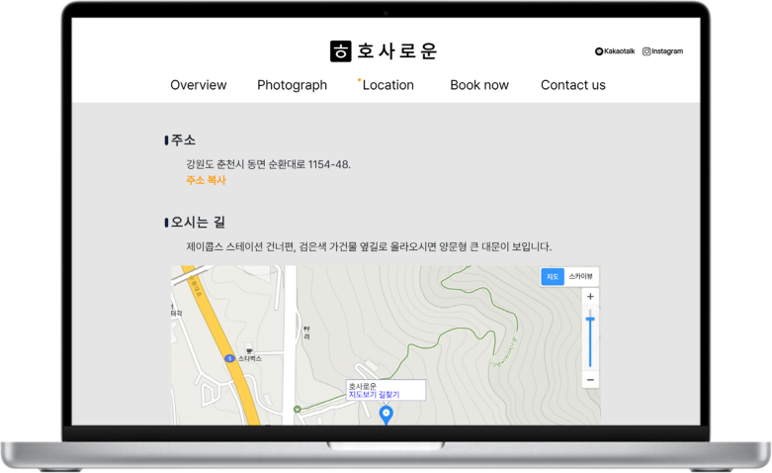 ㅎ 호사로운
Kakaotalk Instagram
Overview Photograph Location Book now Contact us
주소
강원도 춘천시 동면 순환대로 1154-48.
주소 복사
오시는 길
제이콥스 스테이션 건너편, 검은색 가건물 옆길로 올라오시면 양문형 큰 대문이 보입니다.
지도 스카이뷰
+
터각
5 스타벅스
호사로운
지도보기 길찾기
−